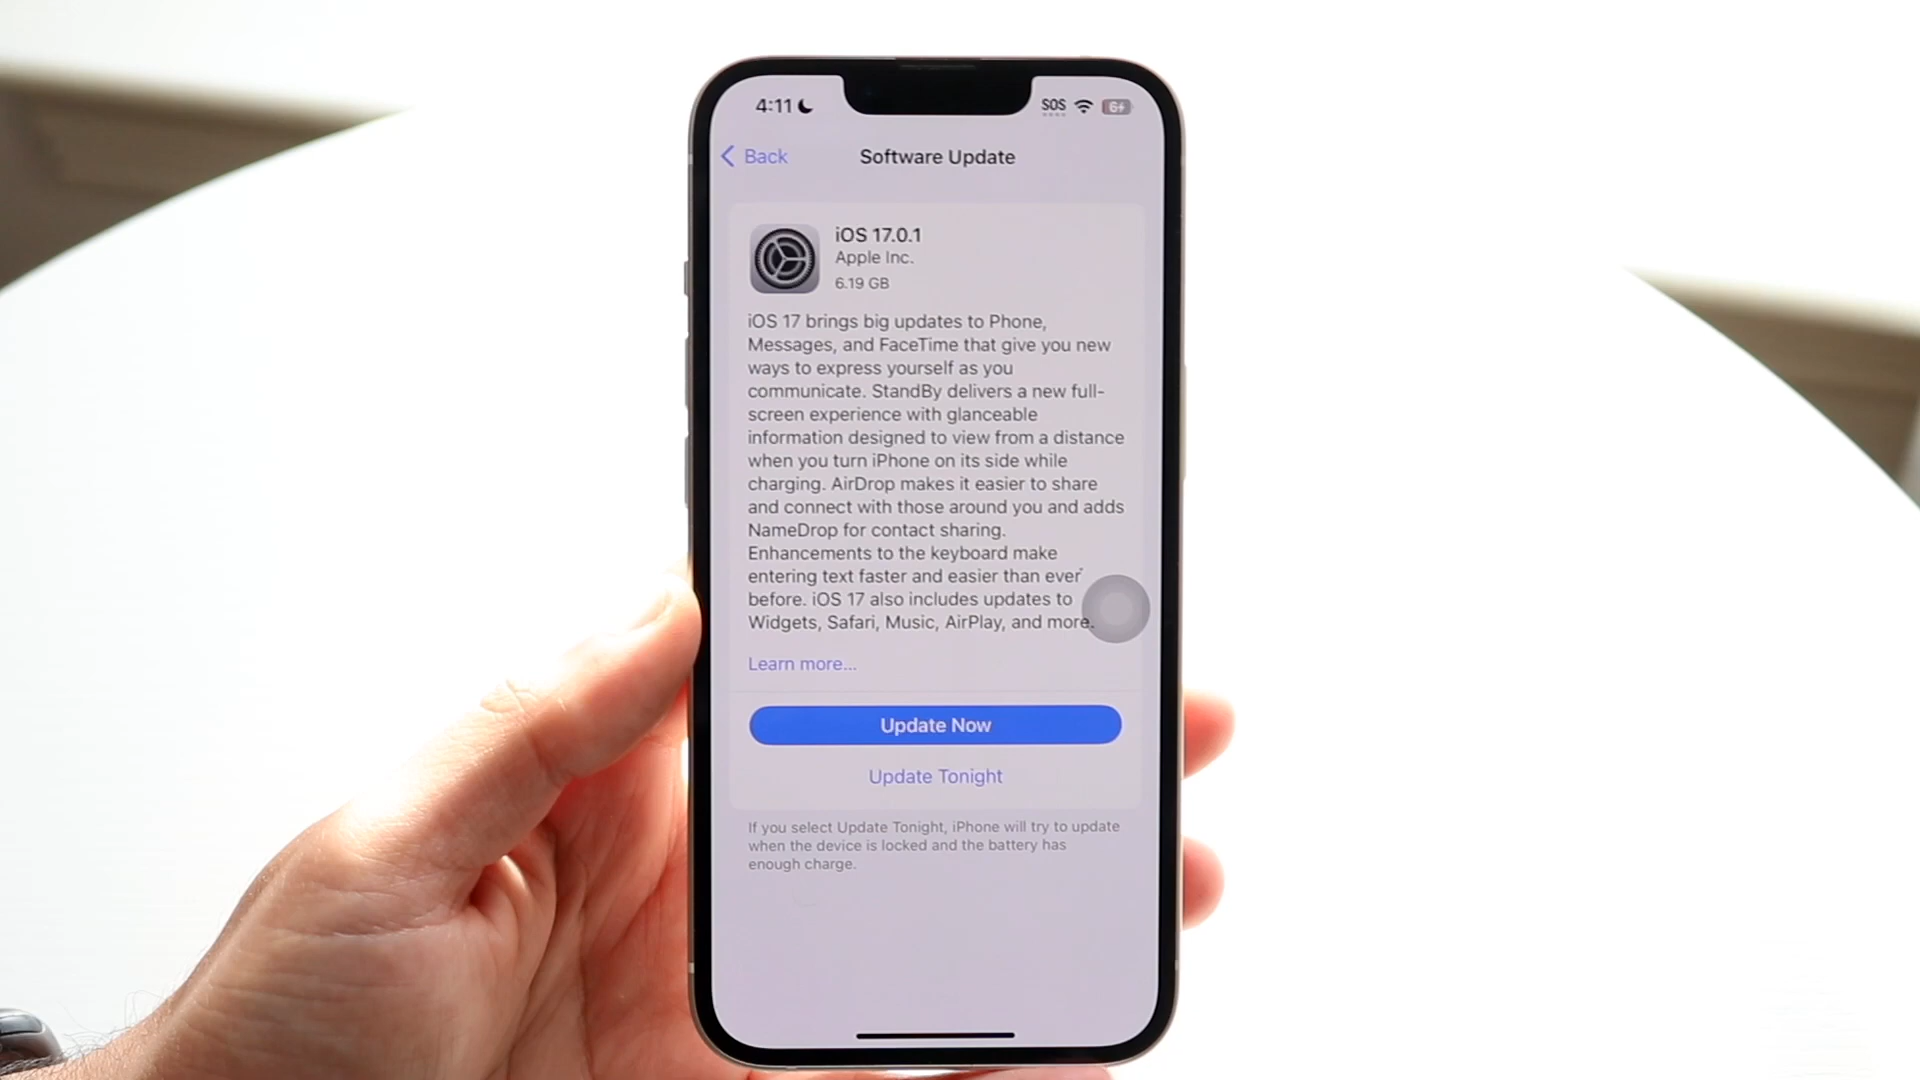 4:11
SOS
6
Back
Software Update
iOS 17.0.1
Apple Inc.
6.19 GB
iOS 17 brings big updates to Phone,
Messages, and FaceTime that give you new
ways to express yourself as you
communicate. StandBy delivers a new full-
screen experience with glanceable
information designed to view from a distance
when you turn iPhone on its side while
charging. AirDrop makes it easier to share
and connect with those around you and adds
NameDrop for contact sharing.
Enhancements to the keyboard make
entering text faster and easier than ever
before. iOS 17 also includes updates to
Widgets, Safari, Music, AirPlay, and more.
Learn more...
Update Now
Update Tonight
If you select Update Tonight, iPhone will try to update
when the device is locked and the battery has
enough charge.